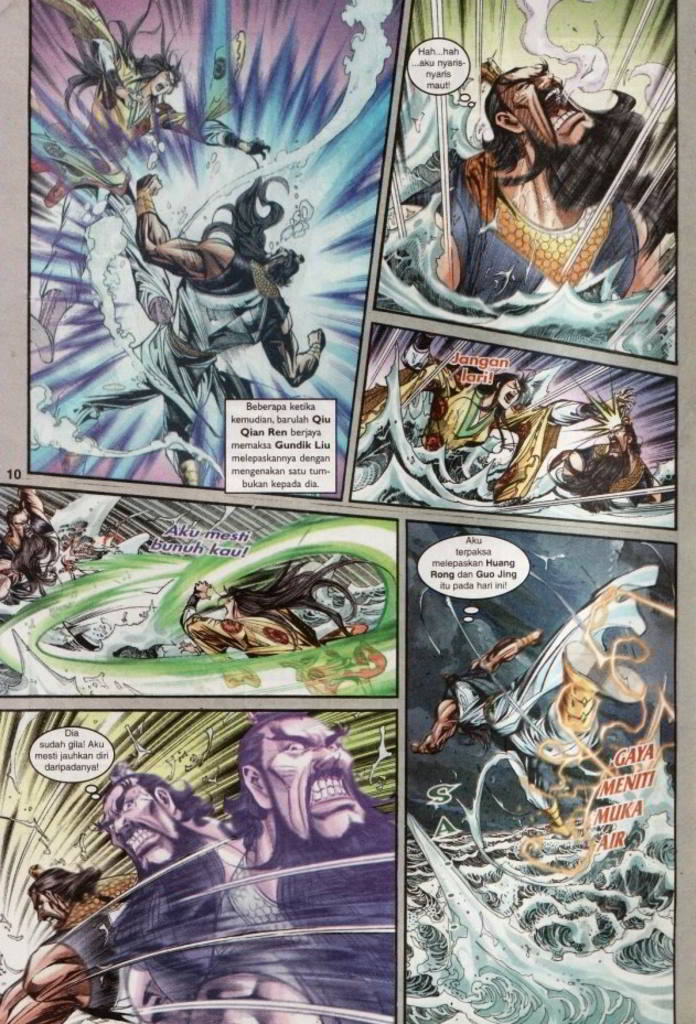 Beberapa ketika
kemudian, barulah Qiu
Qian Ren berjaya
memaksa Gundik Liu
melepaskannya dengan
mengenakan satu tum-
bukan kepada dia.
Hah...hah
...aku nyaris-
nyaris
maut!
Jangan
lari!
10
Aku mesti
bunuh kau!
Aku
terpaksa
melepaskan Huang
Rong dan Guo Jing
itu pada hari ini!
Dia
sudah gila! Aku
mesti jauhkan diri
daripadanya!
GAYA
MENITI
MUKA
AIR
S
A